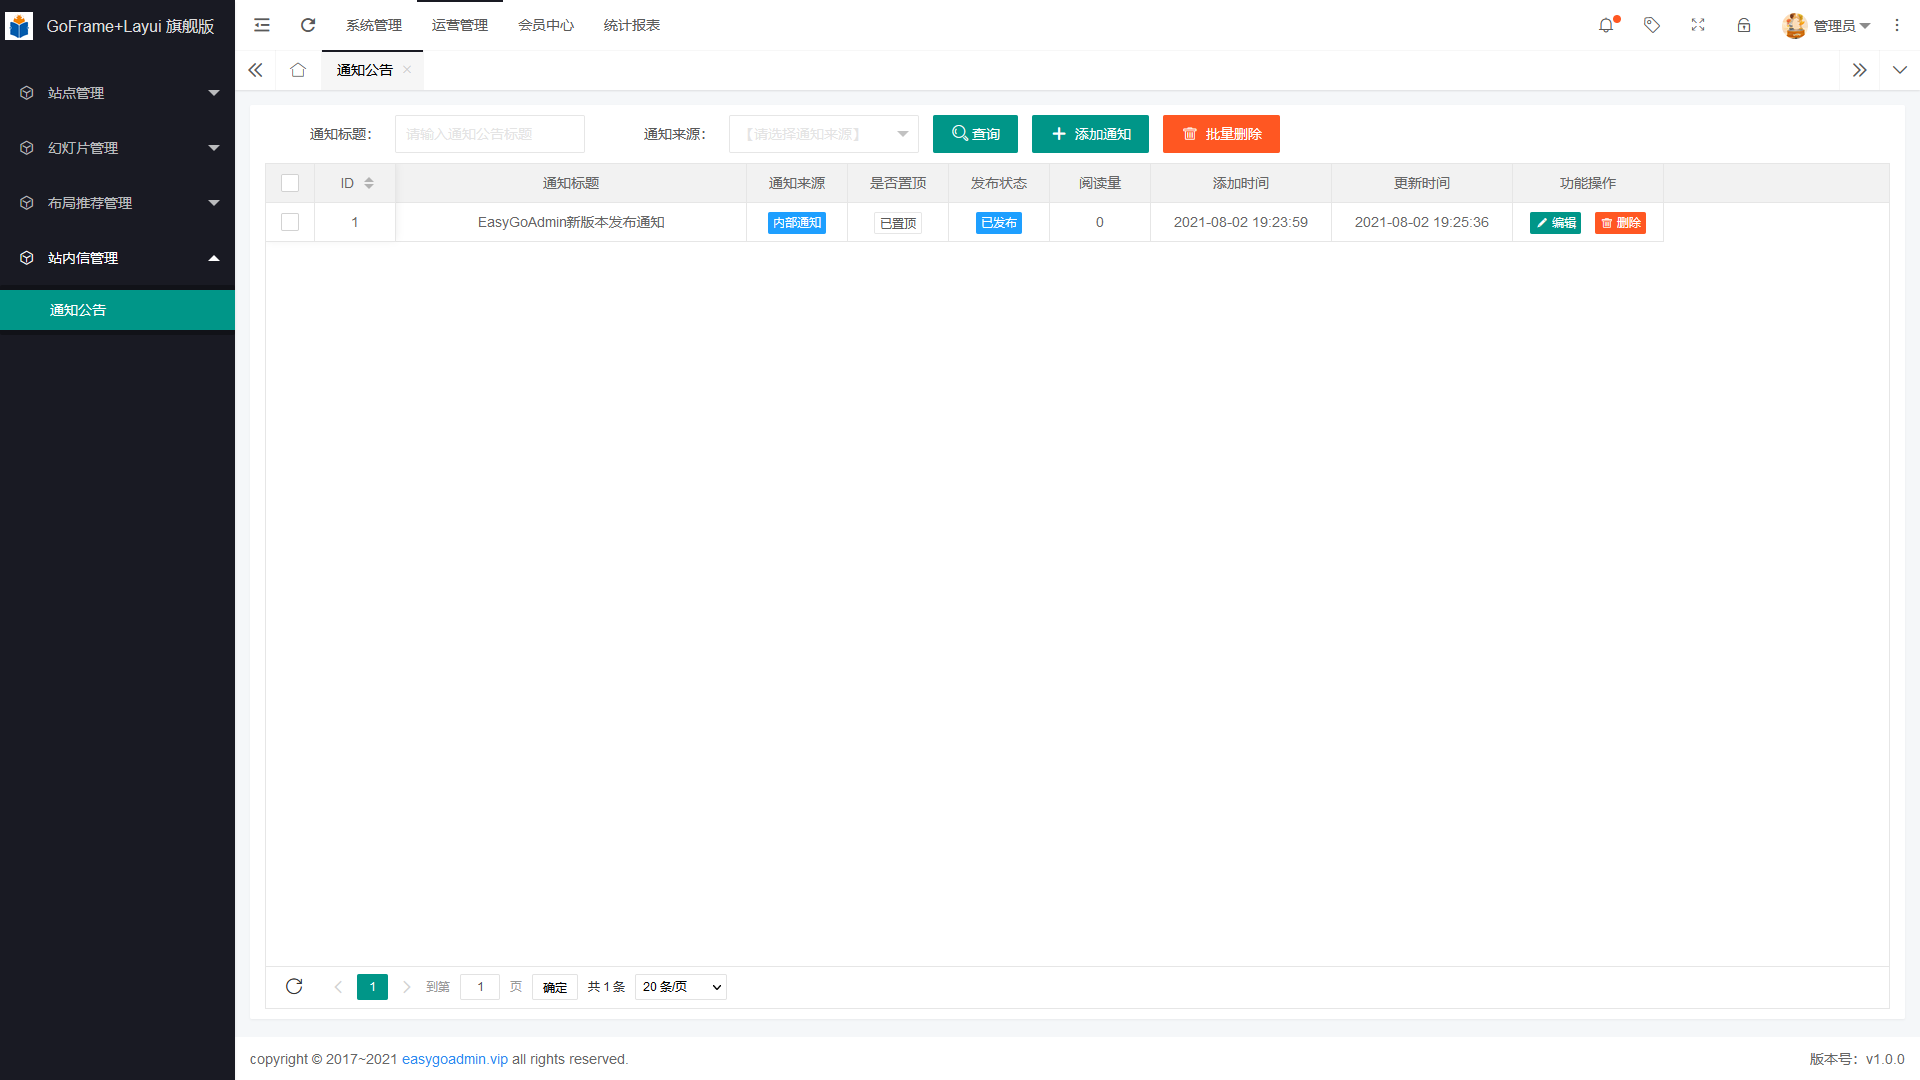 GoFrame+Layui 旗舰版
系统管理 运营管理 会员中心 统计报表
管理员
通知公告
站点管理
幻灯片管理
布局推荐管理
站内信管理
通知公告
通知标题： 请输入通知公告标题 通知来源： 【请选择通知来源】 查询 添加通知 批量删除
ID 通知标题 通知来源 是否置顶 发布状态 阅读量 添加时间 更新时间 功能操作
1 EasyGoAdmin新版本发布通知 内部通知 已置顶 已发布 0 2021-08-02 19:23:59 2021-08-02 19:25:36 编辑 删除
1 到第 1 页 确定 共 1 条 20 条/页
copyright © 2017~2021 easygoadmin.vip all rights reserved.
版本号：v1.0.0